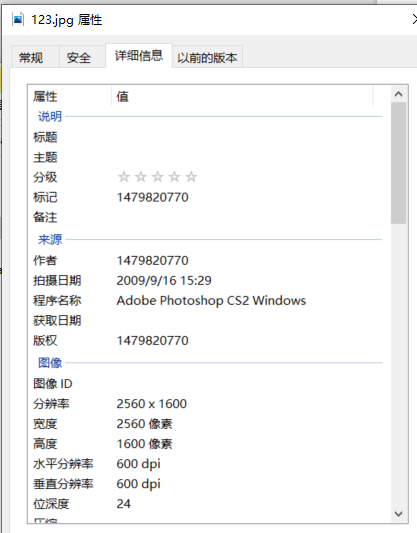 123.jpg 属性
常规 安全 详细信息 以前的版本
属性 值
说明
标题
主题
分级 ☆☆☆☆☆
标记 1479820770
备注
来源
作者 1479820770
拍摄日期 2009/9/16 15:29
程序名称 Adobe Photoshop CS2 Windows
获取日期
版权 1479820770
图像
图像 ID
分辨率 2560 x 1600
宽度 2560 像素
高度 1600 像素
水平分辨率 600 dpi
垂直分辨率 600 dpi
位深度 24